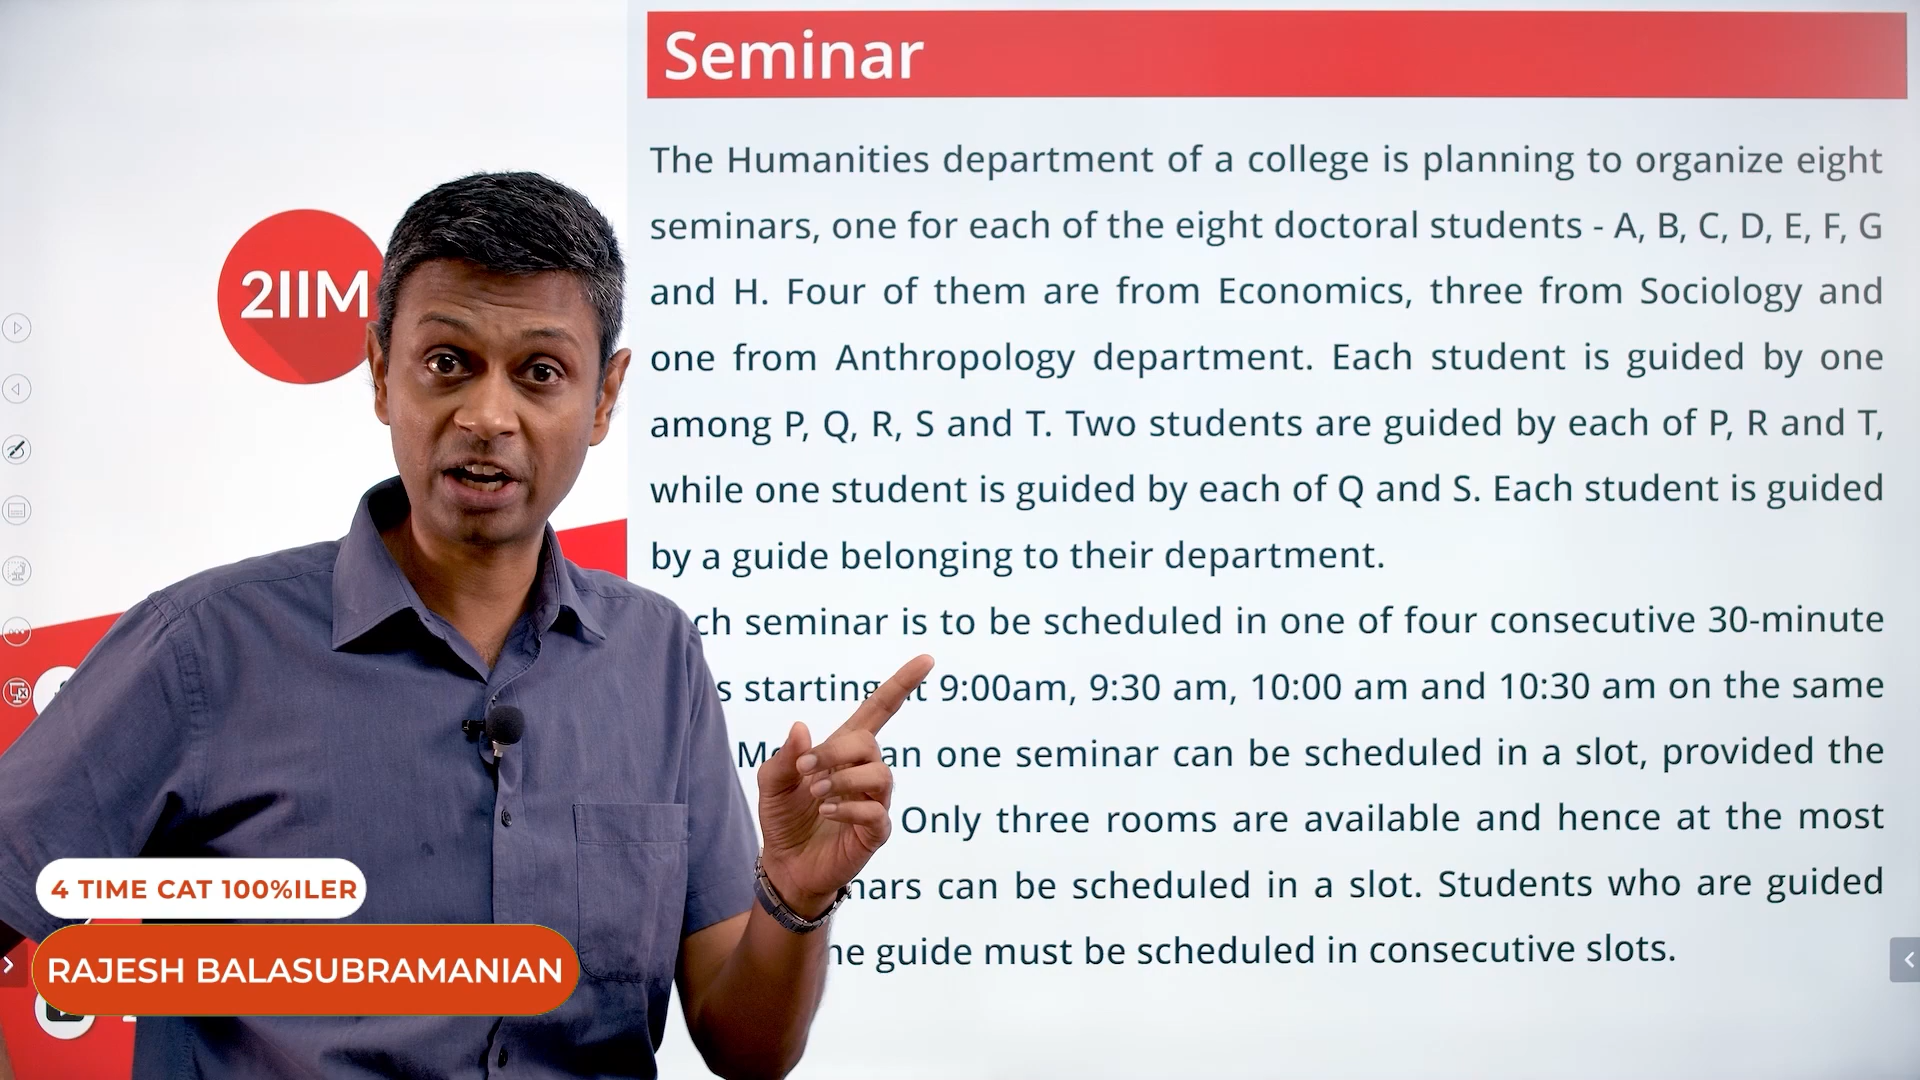 Seminar
The Humanities department of a college is planning to organize eight
seminars, one for each of the eight doctoral students - A, B, C, D, E, F, G
and H. Four of them are from Economics, three from Sociology and
one from Anthropology department. Each student is guided by one
among P, Q, R, S and T. Two students are guided by each of P, R and T,
while one student is guided by each of Q and S. Each student is guided
by a guide belonging to their department.
ch seminar is to be scheduled in one of four consecutive 30-minute
s starting at 9:00am, 9:30 am, 10:00 am and 10:30 am on the same
an one seminar can be scheduled in a slot, provided the
Only three rooms are available and hence at the most
nars can be scheduled in a slot. Students who are guided
he guide must be scheduled in consecutive slots.
2IIM
4 TIME CAT 100%ILER
RAJESH BALASUBRAMANIAN